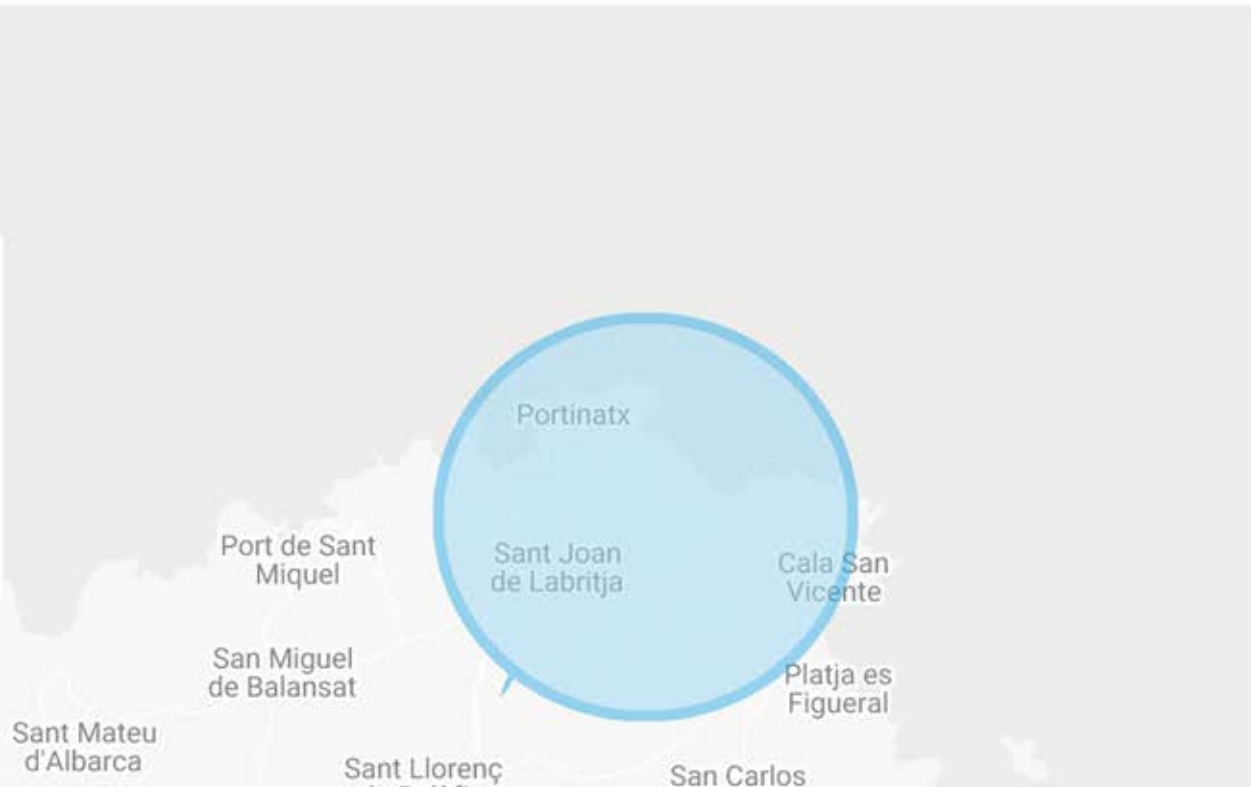 Portinatx
Port de Sant
Miquel
Sant Joan
de Labritja
Cala San
Vicente
San Miguel
de Balansat
Platja es
Figueral
Sant Mateu
d'Albarca
Sant Llorenç
San Carlos